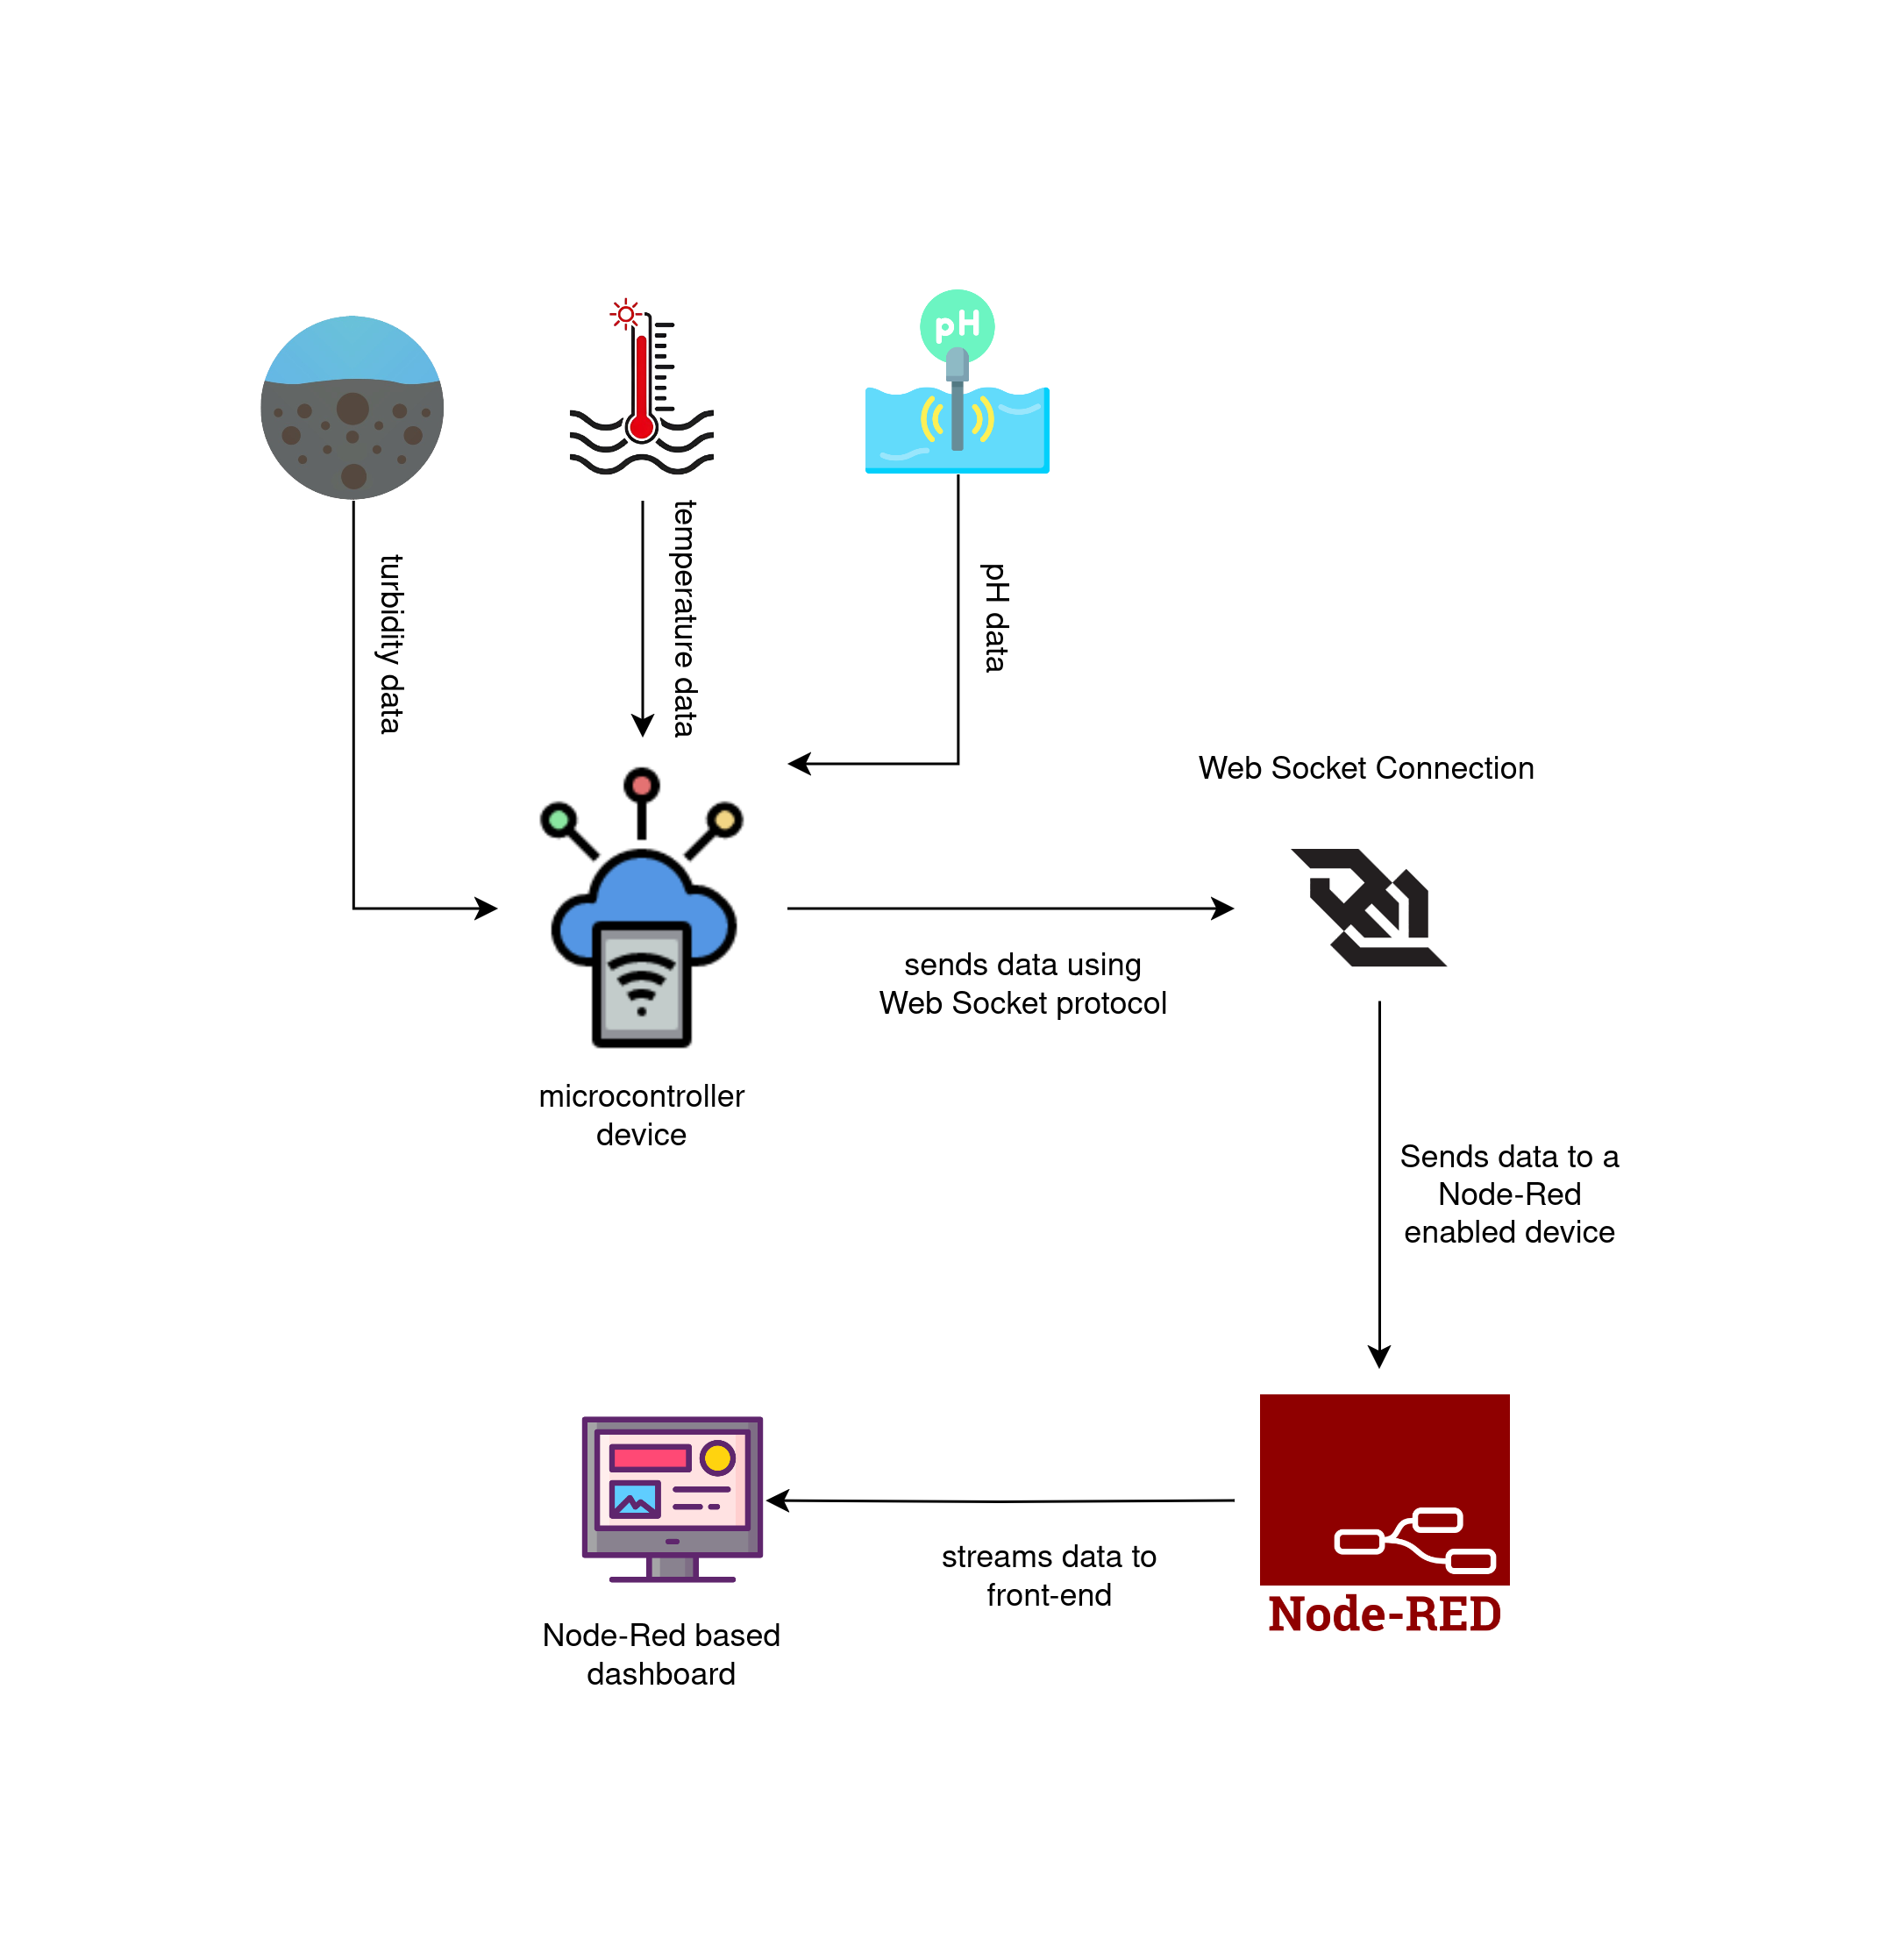 pH
turbidity data
temperature data
pH data
Web Socket Connection
sends data using
Web Socket protocol
microcontroller
device
Sends data to a
Node-Red
enabled device
streams data to
front-end
Node-RED
Node-Red based
dashboard